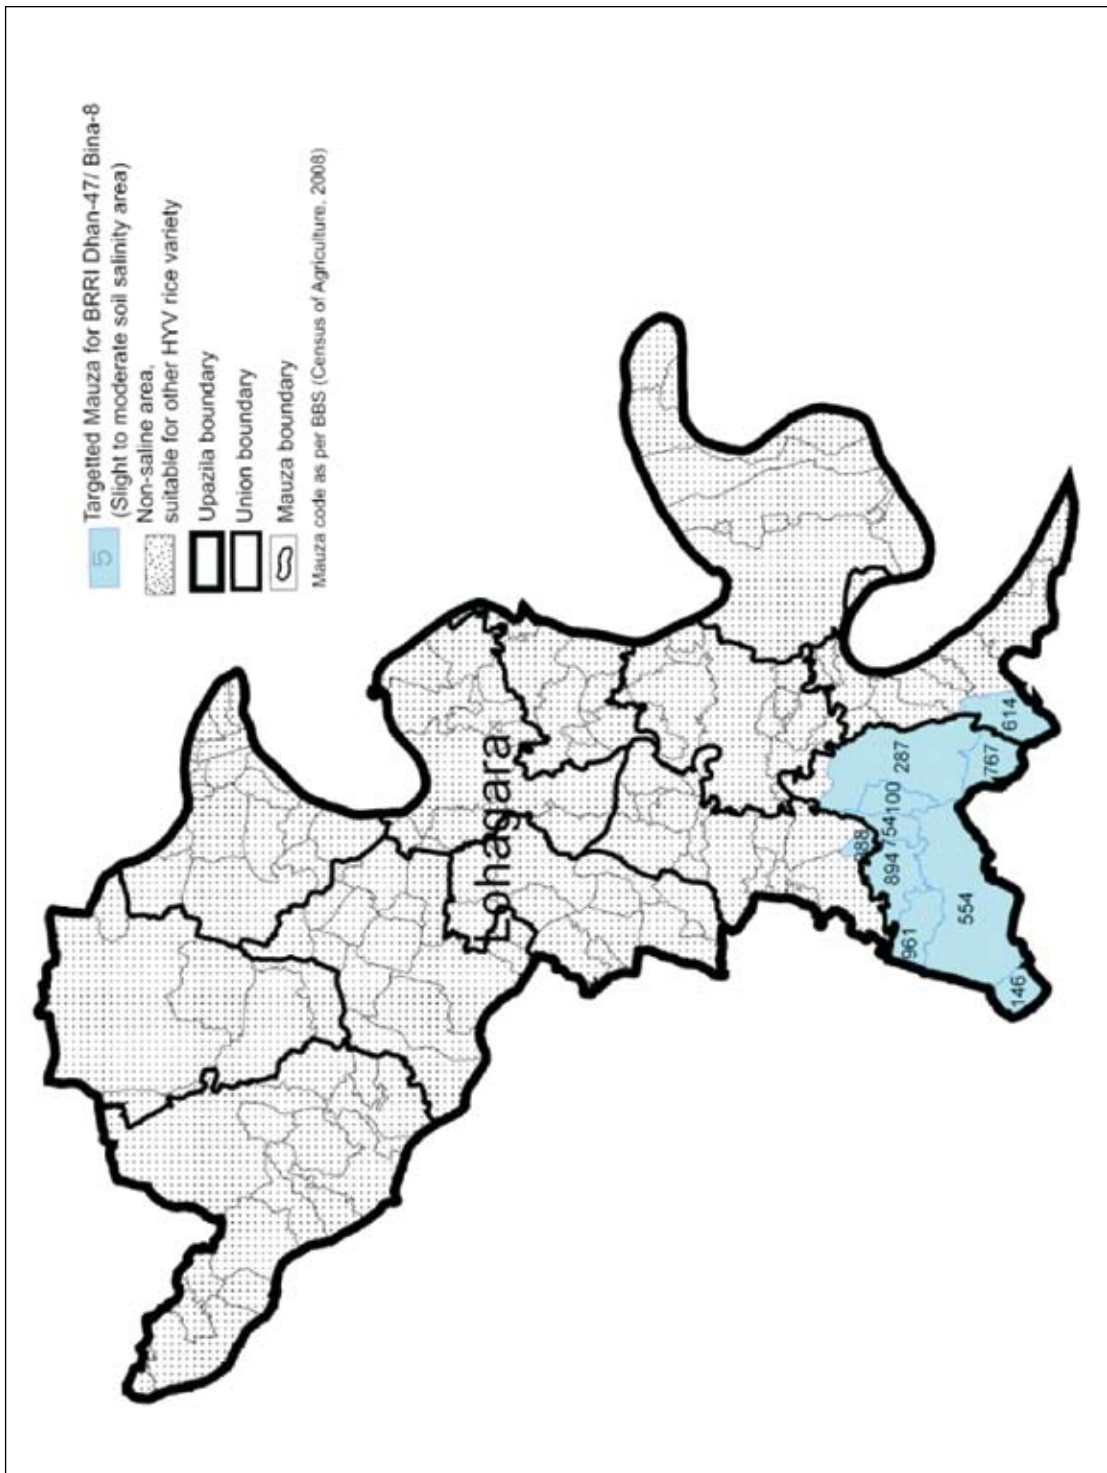 5
Targetted Mauza for BRRI Dhan-47/ Bina-8
(Slight to moderate soil salinity area)
Non-saline area,
suitable for other HYV rice variety
Upazila boundary
Union boundary
Mauza boundary
Mauza code as per BBS (Census of Agriculture, 2008)
Lohagara
894
754
100
287
961
554
767
614
146